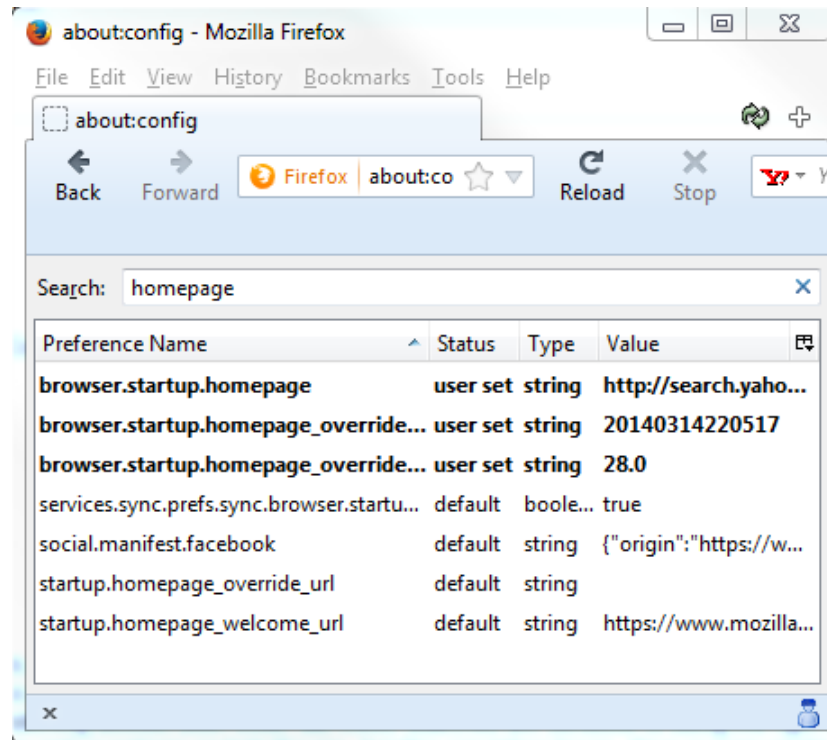 about:config - Mozilla Firefox
File Edit View History Bookmarks Tools Help
about:config
Back Forward Firefox about:co Reload Stop Y!
Search: homepage
Preference Name Status Type Value
browser.startup.homepage user set string http://search.yaho...
browser.startup.homepage_override... user set string 20140314220517
browser.startup.homepage_override... user set string 28.0
services.sync.prefs.sync.browser.startu... default boole... true
social.manifest.facebook default string {"origin":"https://w...
startup.homepage_override_url default string
startup.homepage_welcome_url default string https://www.mozilla...